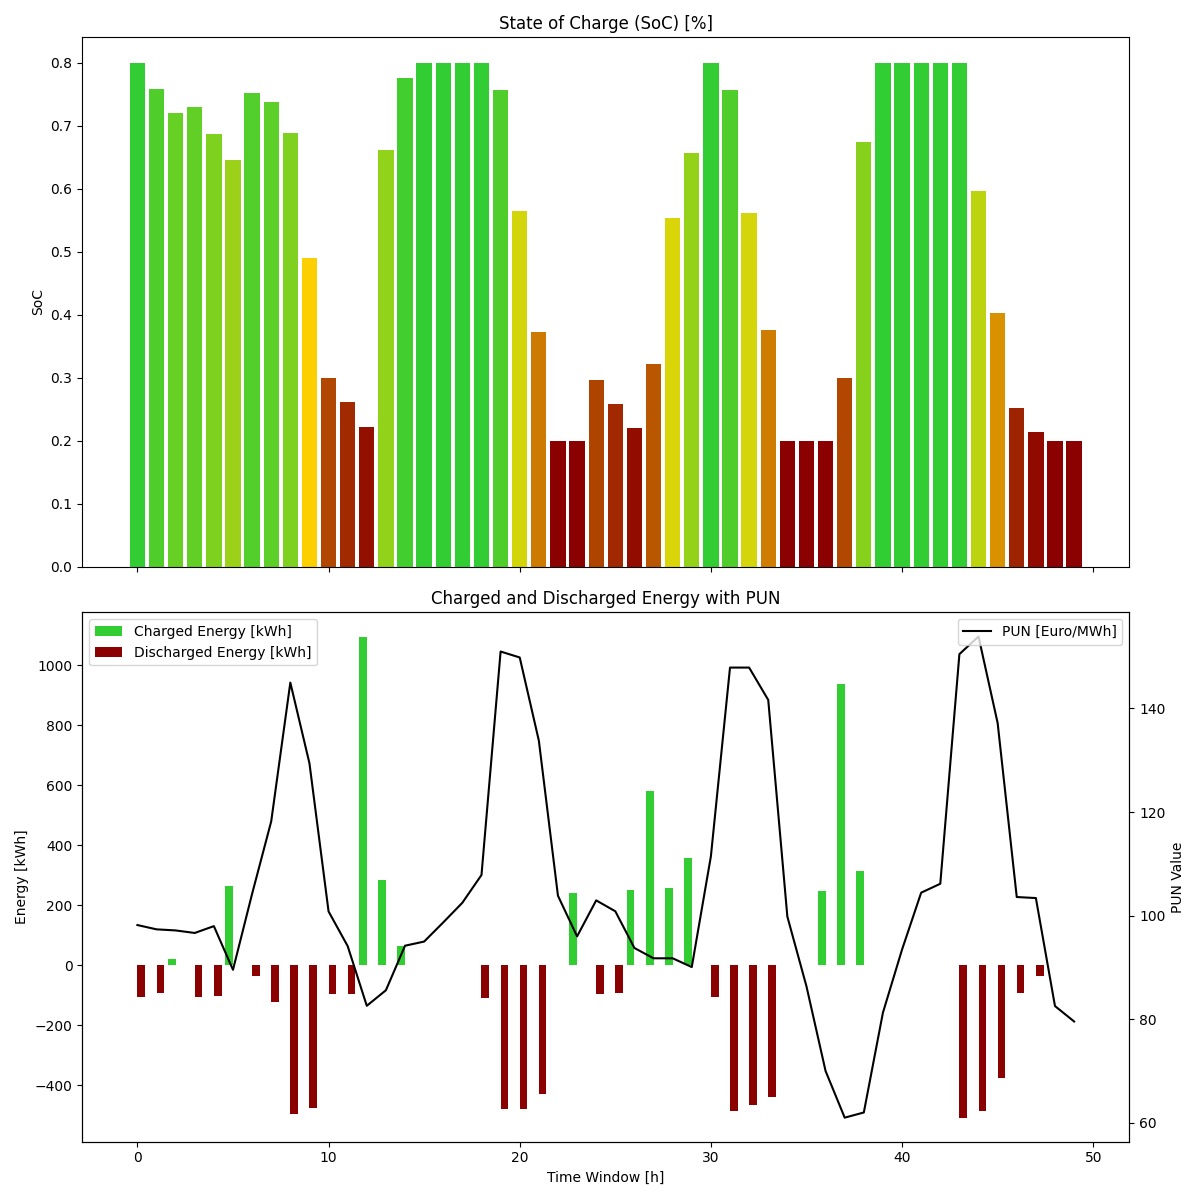 State of Charge (SoC) [%]
0.8
0.7
0.6
0.5
0.4
0.3
0.2
0.1
0.0
SoC
Charged and Discharged Energy with PUN
Charged Energy [kWh]
Discharged Energy [kWh]
PUN [Euro/MWh]
1000
800
600
400
200
0
−200
−400
Energy [kWh]
140
120
100
80
60
PUN Value
0 10 20 30 40 50
Time Window [h]